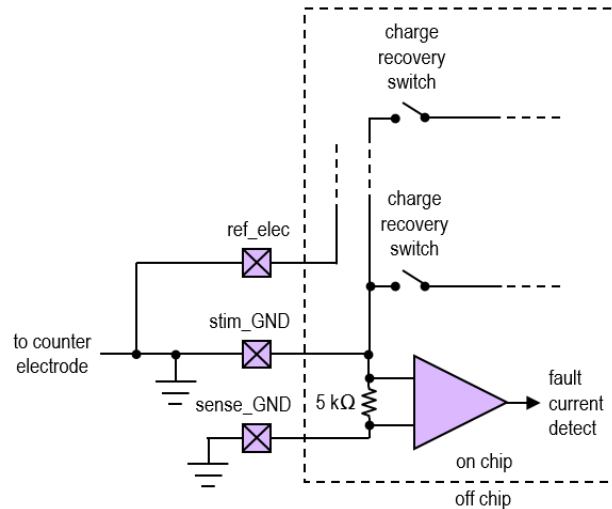 charge
recovery
switch
charge
recovery
switch
ref_elec
stim_GND
to counter
electrode
sense_GND
5 kΩ
fault
current
detect
on chip
off chip